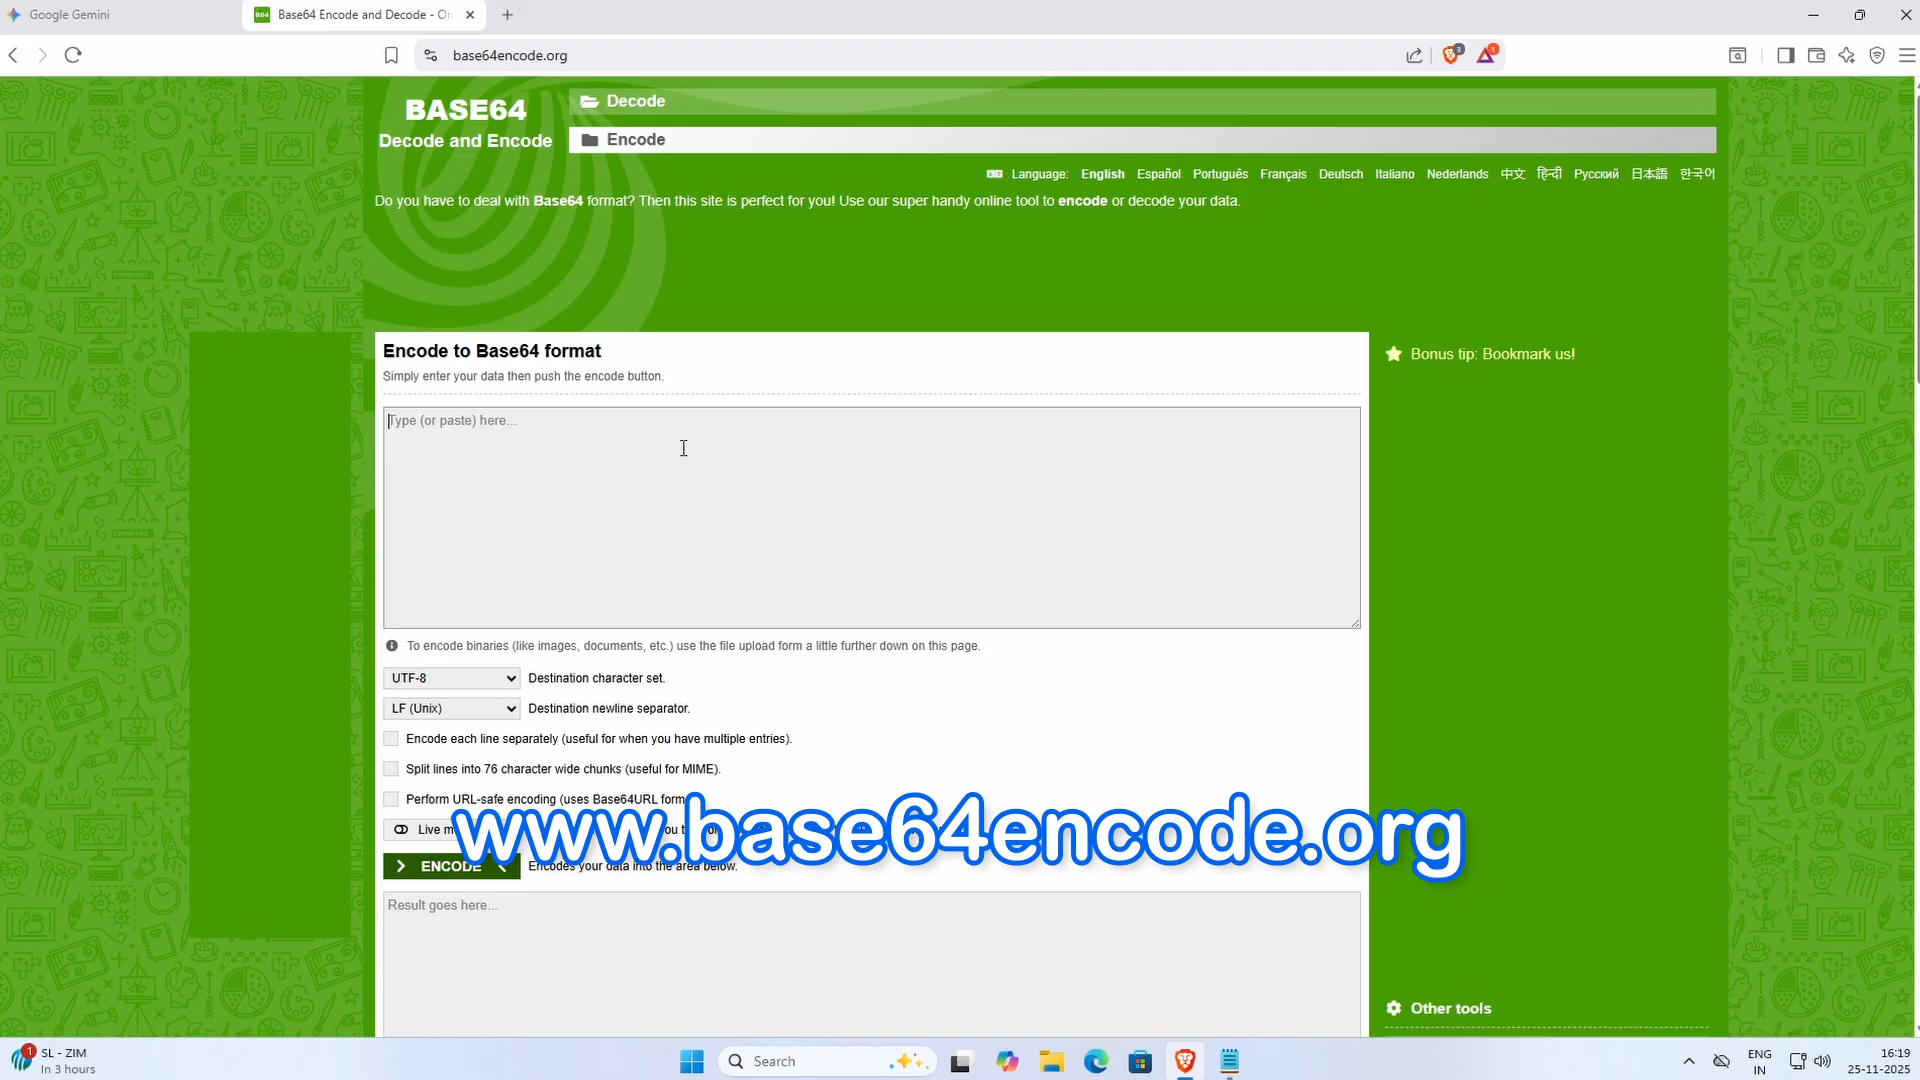 Google Gemini
B64
Base64 Encode and Decode - On
base64encode.org
3
1
BASE64
Decode and Encode
Decode
Encode
Language: English Español Português Français Deutsch Italiano Nederlands 中文 हिन्दी Русский 日本語 한국어
Do you have to deal with Base64 format? Then this site is perfect for you! Use our super handy online tool to encode or decode your data.
Encode to Base64 format
Simply enter your data then push the encode button.
Bonus tip: Bookmark us!
Type (or paste) here...
To encode binaries (like images, documents, etc.) use the file upload form a little further down on this page.
UTF-8 Destination character set.
LF (Unix) Destination newline separator.
Encode each line separately (useful for when you have multiple entries).
Split lines into 76 character wide chunks (useful for MIME).
Perform URL-safe encoding (uses Base64URL form
Live m
www.base64encode.org
ENCODE Encodes your data into the area below.
Result goes here...
Other tools
1
SL - ZIM
In 3 hours
Search
ENG
IN
16:19
25-11-2025